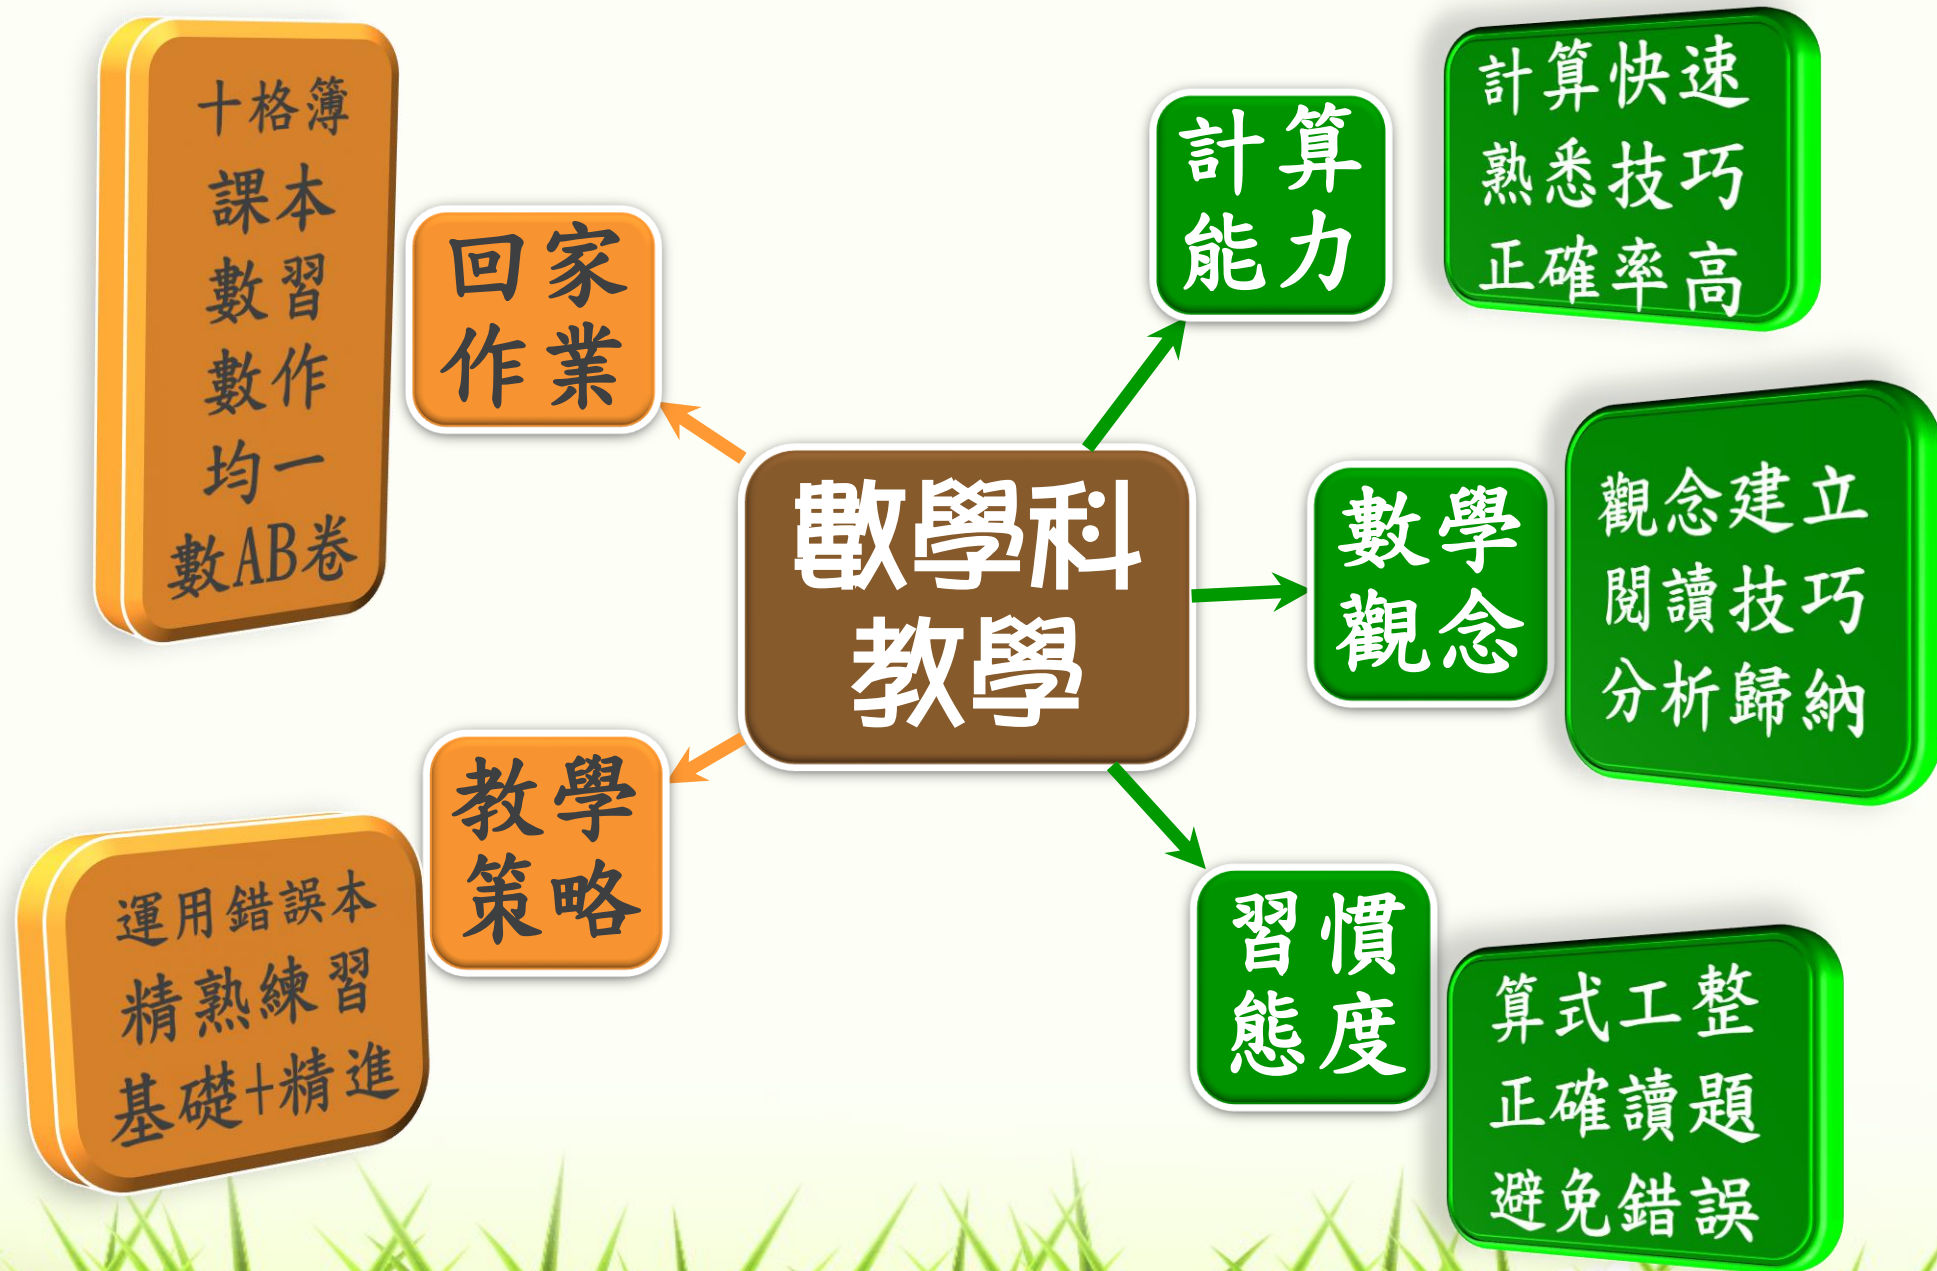 數學科
教學
回家
作業
十格簿
課本
數習
數作
均一
數AB卷
教學
策略
運用錯誤本
精熟練習
基礎+精進
計算
能力
計算快速
熟悉技巧
正確率高
數學
觀念
觀念建立
閱讀技巧
分析歸納
習慣
態度
算式工整
正確讀題
避免錯誤